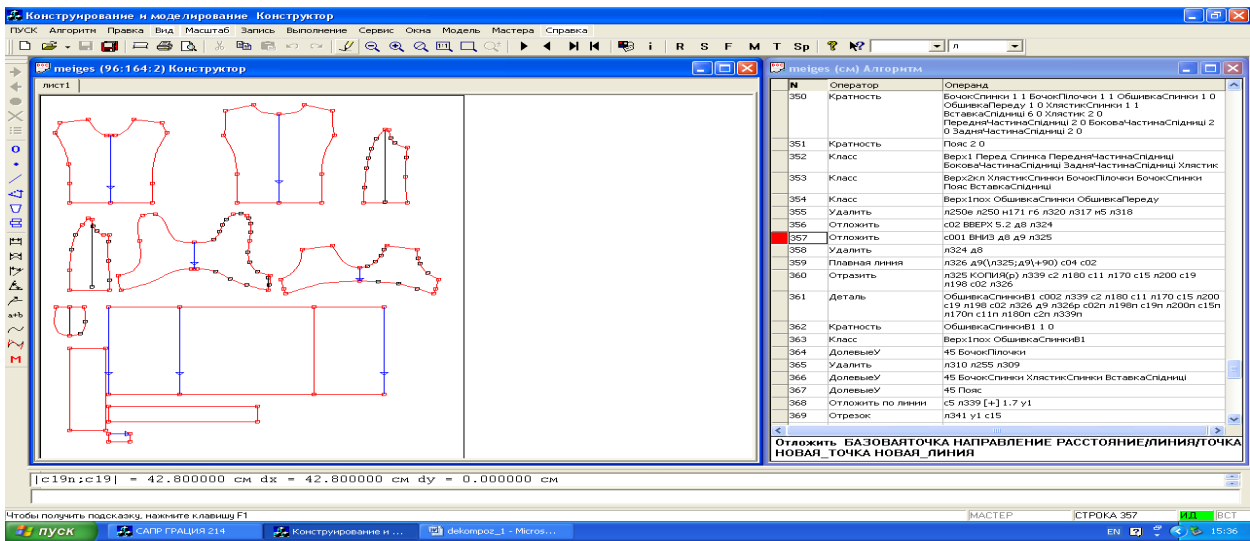 Конструирование и моделирование Конструктор
ПУСК Алгоритм Правка Вид Масштаб Запись Выполнение Сервис Окна Модель Мастера Справка
i R S F M T Sp л
meiges (96:164:2) Конструктор
лист1
meiges (см) Алгоритм
N Оператор Операнд
350 Кратность БочокСпинки 1 1 БочокПілочки 1 1 ОбшивкаСпинки 1 0
ОбшивкаПереду 1 0 ХлястикСпинки 1 1
ВставкаСпідниці 6 0 Хлястик 2 0
ПередняЧастинаСпідниці 2 0 БоковаЧастинаСпідниці 2
0 ЗадняЧастинаСпідниці 2 0
351 Кратность Пояс 2 0
352 Класс Верх1 Перед Спинка ПередняЧастинаСпідниці
БоковаЧастинаСпідниці ЗадняЧастинаСпідниці Хлястик
353 Класс Верх2кл ХлястикСпинки БочокПілочки БочокСпинки
Пояс ВставкаСпідниці
354 Класс Верх1пох ОбшивкаСпинки ОбшивкаПереду
355 Удалить л250е л250 н171 г6 л320 л317 м5 л318
356 Отложить с02 ВВЕРХ 5.2 д8 л324
357 Отложить с001 ВНИЗ д8 д9 л325
358 Удалить л324 д8
359 Плавная линия л326 д9(\л325;д9\+90) с04 с02
360 Отразить л325 КОПИЯ(р) л339 с2 л180 с11 л170 с15 л200 с19
л198 с02 л326
361 Деталь ОбшивкаСпинкиВ1 с002 л339 с2 л180 с11 л170 с15 л200
с19 л198 с02 л326 д9 л326р с02п л198п с19п л200п с15п
л170п с11п л180п с2п л339п
362 Кратность ОбшивкаСпинкиВ1 1 0
363 Класс Верх1пох ОбшивкаСпинкиВ1
364 ДолевыеУ 45 БочокПілочки
365 Удалить л310 л255 л309
366 ДолевыеУ 45 БочокСпинки ХлястикСпинки ВставкаСпідниці
367 ДолевыеУ 45 Пояс
368 Отложить по линии с5 л339 [+] 1.7 у1
369 Отрезок л341 у1 с15
Отложить БАЗОВАЯТОЧКА НАПРАВЛЕНИЕ РАССТОЯНИЕ/ЛИНИЯ/ТОЧКА
НОВАЯ_ТОЧКА НОВАЯ_ЛИНИЯ
a+b
M
|с19п;с19| = 42.800000 см dx = 42.800000 см dy = 0.000000 см
Чтобы получить подсказку, нажмите клавишу F1
МАСТЕР СТРОКА 357 ИД ВСТ
пуск САПР ГРАЦИЯ 214 Конструирование и ... dekompoz_1 - Micros... EN 15:36